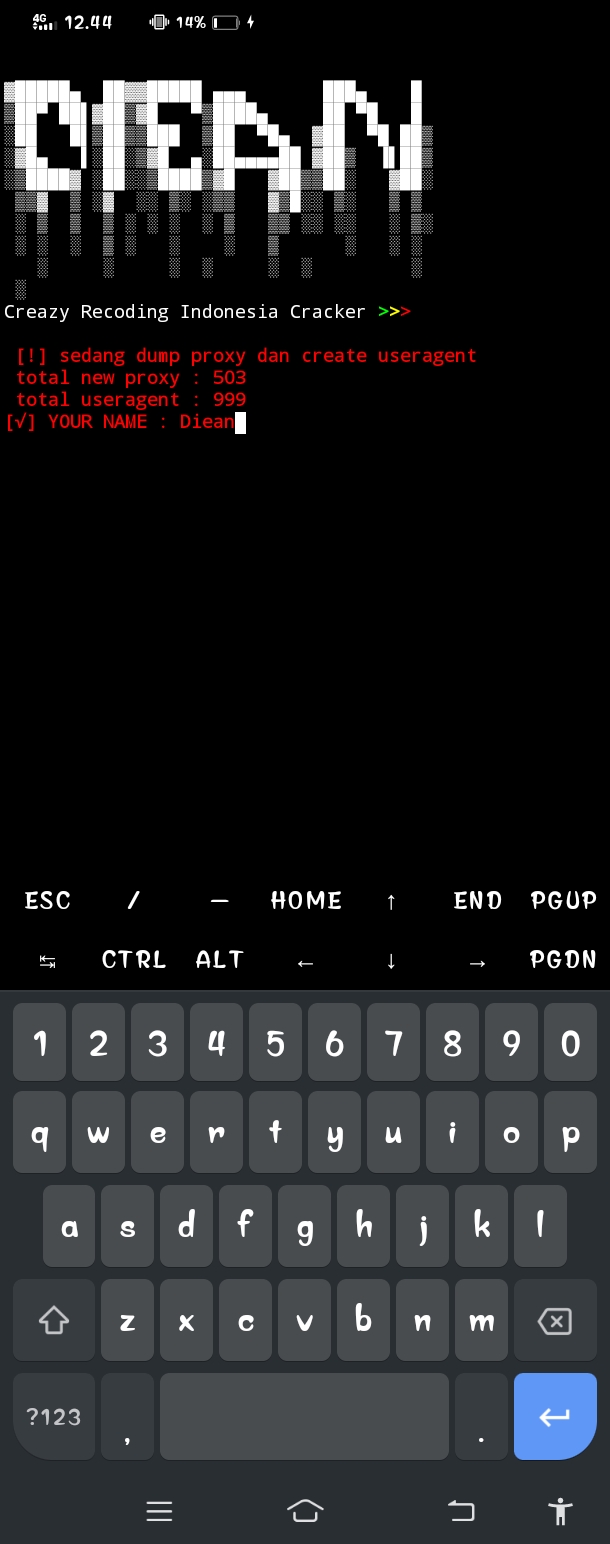 4G 12.44 14%
DIEAN
Creazy Recoding Indonesia Cracker >>>
[!] sedang dump proxy dan create useragent
total new proxy : 503
total useragent : 999
[√] YOUR NAME : Diean
ESC / — HOME ↑ END PGUP
↹ CTRL ALT ← ↓ → PGDN
1 2 3 4 5 6 7 8 9 0
q w e r t y u i o p
a s d f g h j k l
z x c v b n m
?123 , .